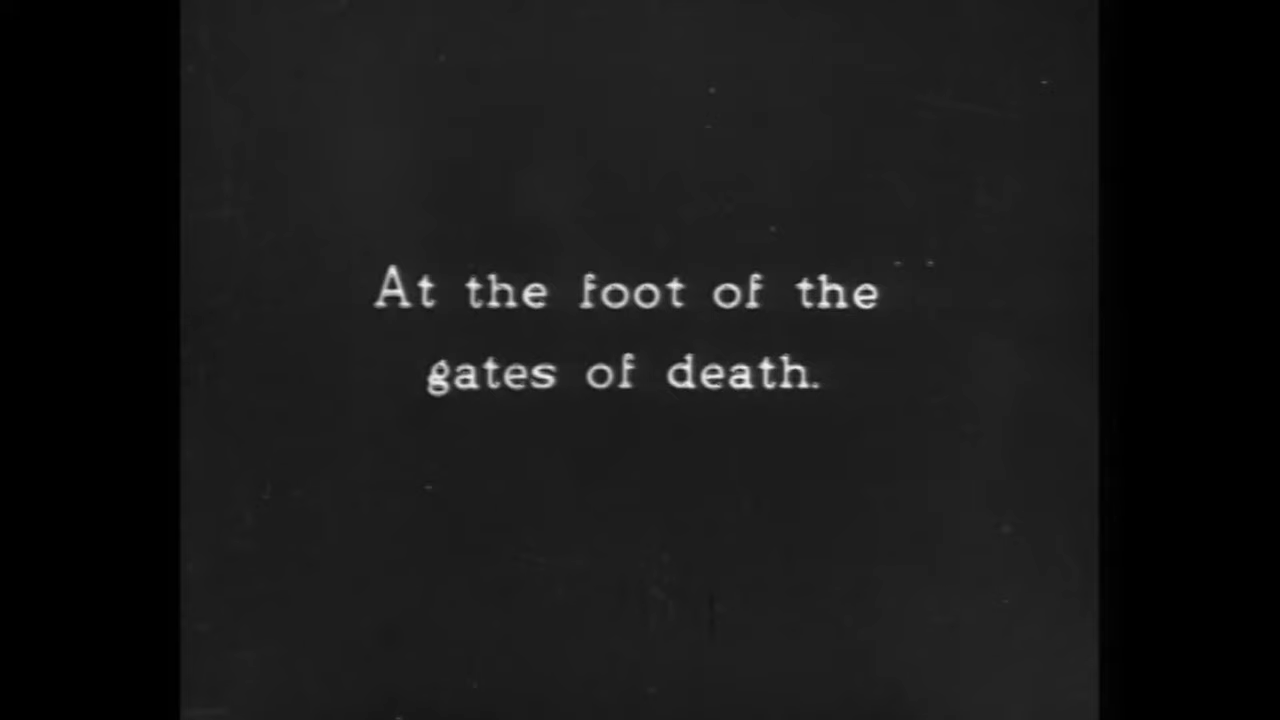 At the foot of the
gates of death.